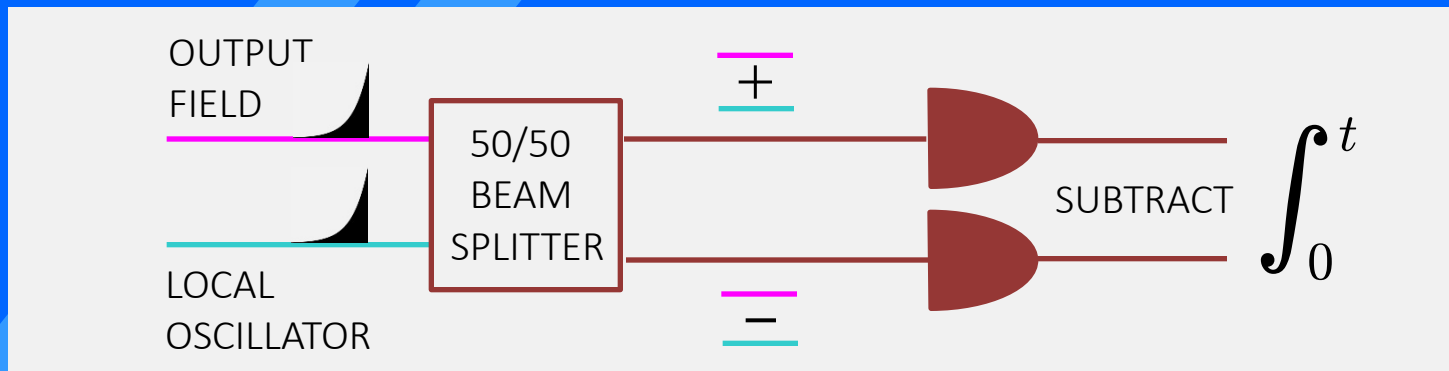 OUTPUT
FIELD
LOCAL
OSCILLATOR
50/50
BEAM
SPLITTER
+
−
SUBTRACT
∫₀ᵗ